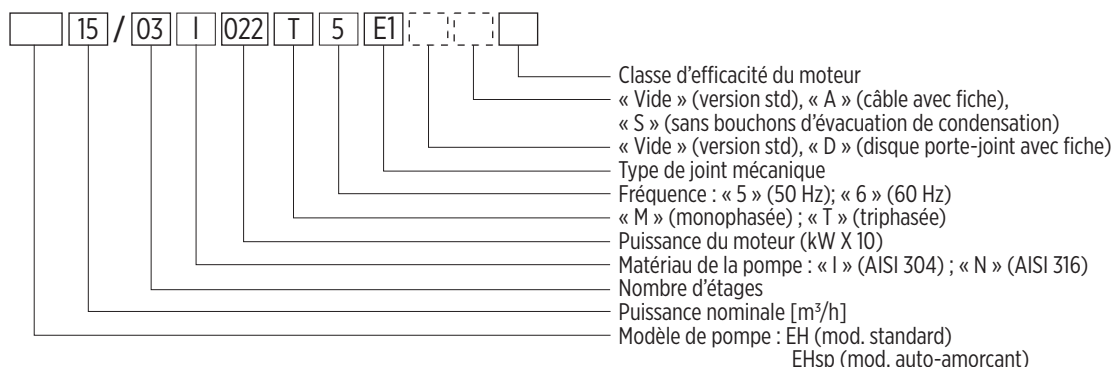 15 / 03 I 022 T 5 E1
Classe d'efficacité du moteur
« Vide » (version std), « A » (câble avec fiche),
« S » (sans bouchons d'évacuation de condensation)
« Vide » (version std), « D » (disque porte-joint avec fiche)
Type de joint mécanique
Fréquence : « 5 » (50 Hz); « 6 » (60 Hz)
« M » (monophasée) ; « T » (triphasée)
Puissance du moteur (kW X 10)
Matériau de la pompe : « I » (AISI 304) ; « N » (AISI 316)
Nombre d'étages
Puissance nominale [m³/h]
Modèle de pompe : EH (mod. standard)
EHsp (mod. auto-amorçant)